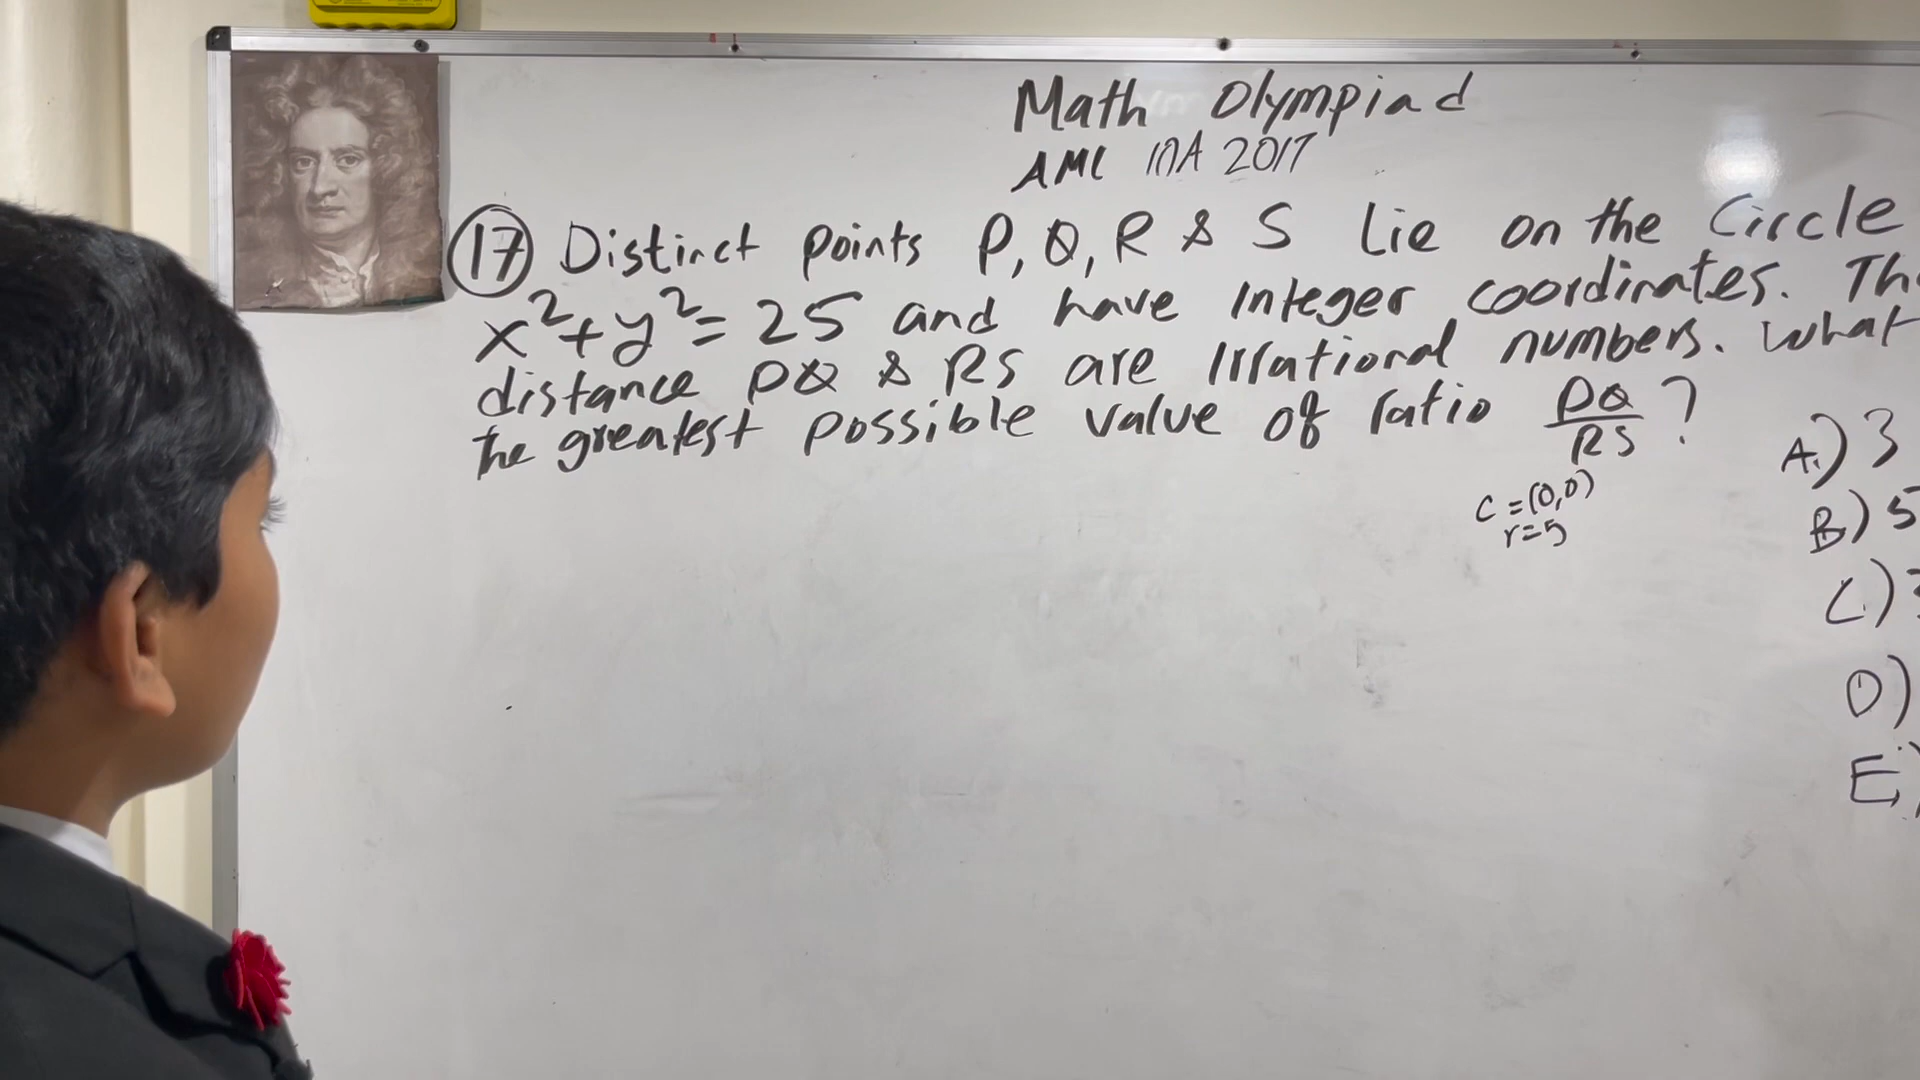 Math Olympiad
AMC 10A 2017
17 Distinct points P, Q, R & S Lie on the Circle
x²+y²= 25 and have Integer coordinates. The
distance PQ & RS are Irrational numbers. What
the greatest possible value of ratio PQ/RS ?
A.) 3
C =(0,0)
r=5
B) 5
C.)
D)
E)